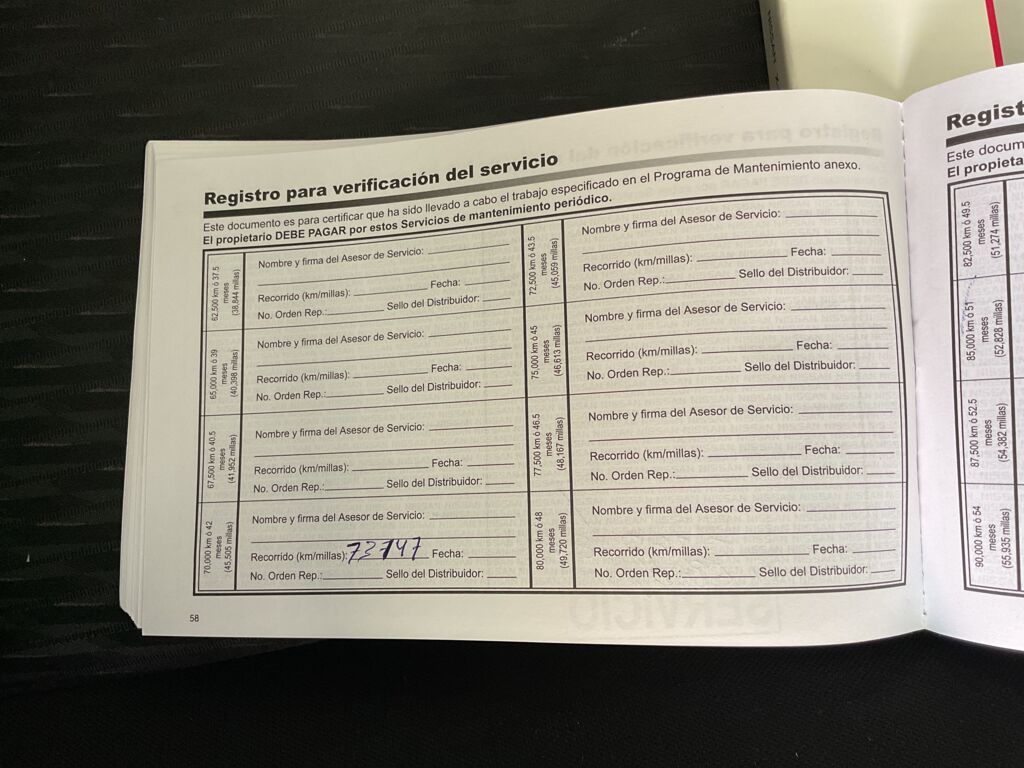 Registro para verificación del servicio
Este documento es para certificar que ha sido llevado a cabo el trabajo especificado en el Programa de Mantenimiento anexo.
El propietario DEBE PAGAR por estos Servicios de mantenimiento periódico.
62,500 km ó 37.5
meses
(38,844 millas)
Nombre y firma del Asesor de Servicio:
Recorrido (km/millas): Fecha:
No. Orden Rep.: Sello del Distribuidor:
65,000 km ó 39
meses
(40,398 millas)
Nombre y firma del Asesor de Servicio:
Recorrido (km/millas): Fecha:
No. Orden Rep.: Sello del Distribuidor:
67,500 km ó 40.5
meses
(41,952 millas)
Nombre y firma del Asesor de Servicio:
Recorrido (km/millas): Fecha:
No. Orden Rep.: Sello del Distribuidor:
70,000 km ó 42
meses
(45,505 millas)
Nombre y firma del Asesor de Servicio:
Recorrido (km/millas): 73147 Fecha:
No. Orden Rep.: Sello del Distribuidor:
72,500 km ó 43.5
meses
(45,059 millas)
Nombre y firma del Asesor de Servicio:
Recorrido (km/millas): Fecha:
No. Orden Rep.: Sello del Distribuidor:
75,000 km ó 45
meses
(46,613 millas)
Nombre y firma del Asesor de Servicio:
Recorrido (km/millas): Fecha:
No. Orden Rep.: Sello del Distribuidor:
77,500 km ó 46.5
meses
(48,167 millas)
Nombre y firma del Asesor de Servicio:
Recorrido (km/millas): Fecha:
No. Orden Rep.: Sello del Distribuidor:
80,000 km ó 48
meses
(49,720 millas)
Nombre y firma del Asesor de Servicio:
Recorrido (km/millas): Fecha:
No. Orden Rep.: Sello del Distribuidor:
58
Regist
Este docum
El propieta
82,500 km ó 49.5
meses
(51,274 millas)
85,000 km ó 51
meses
(52,828 millas)
87,500 km ó 52.5
meses
(54,382 millas)
90,000 km ó 54
meses
(55,935 millas)